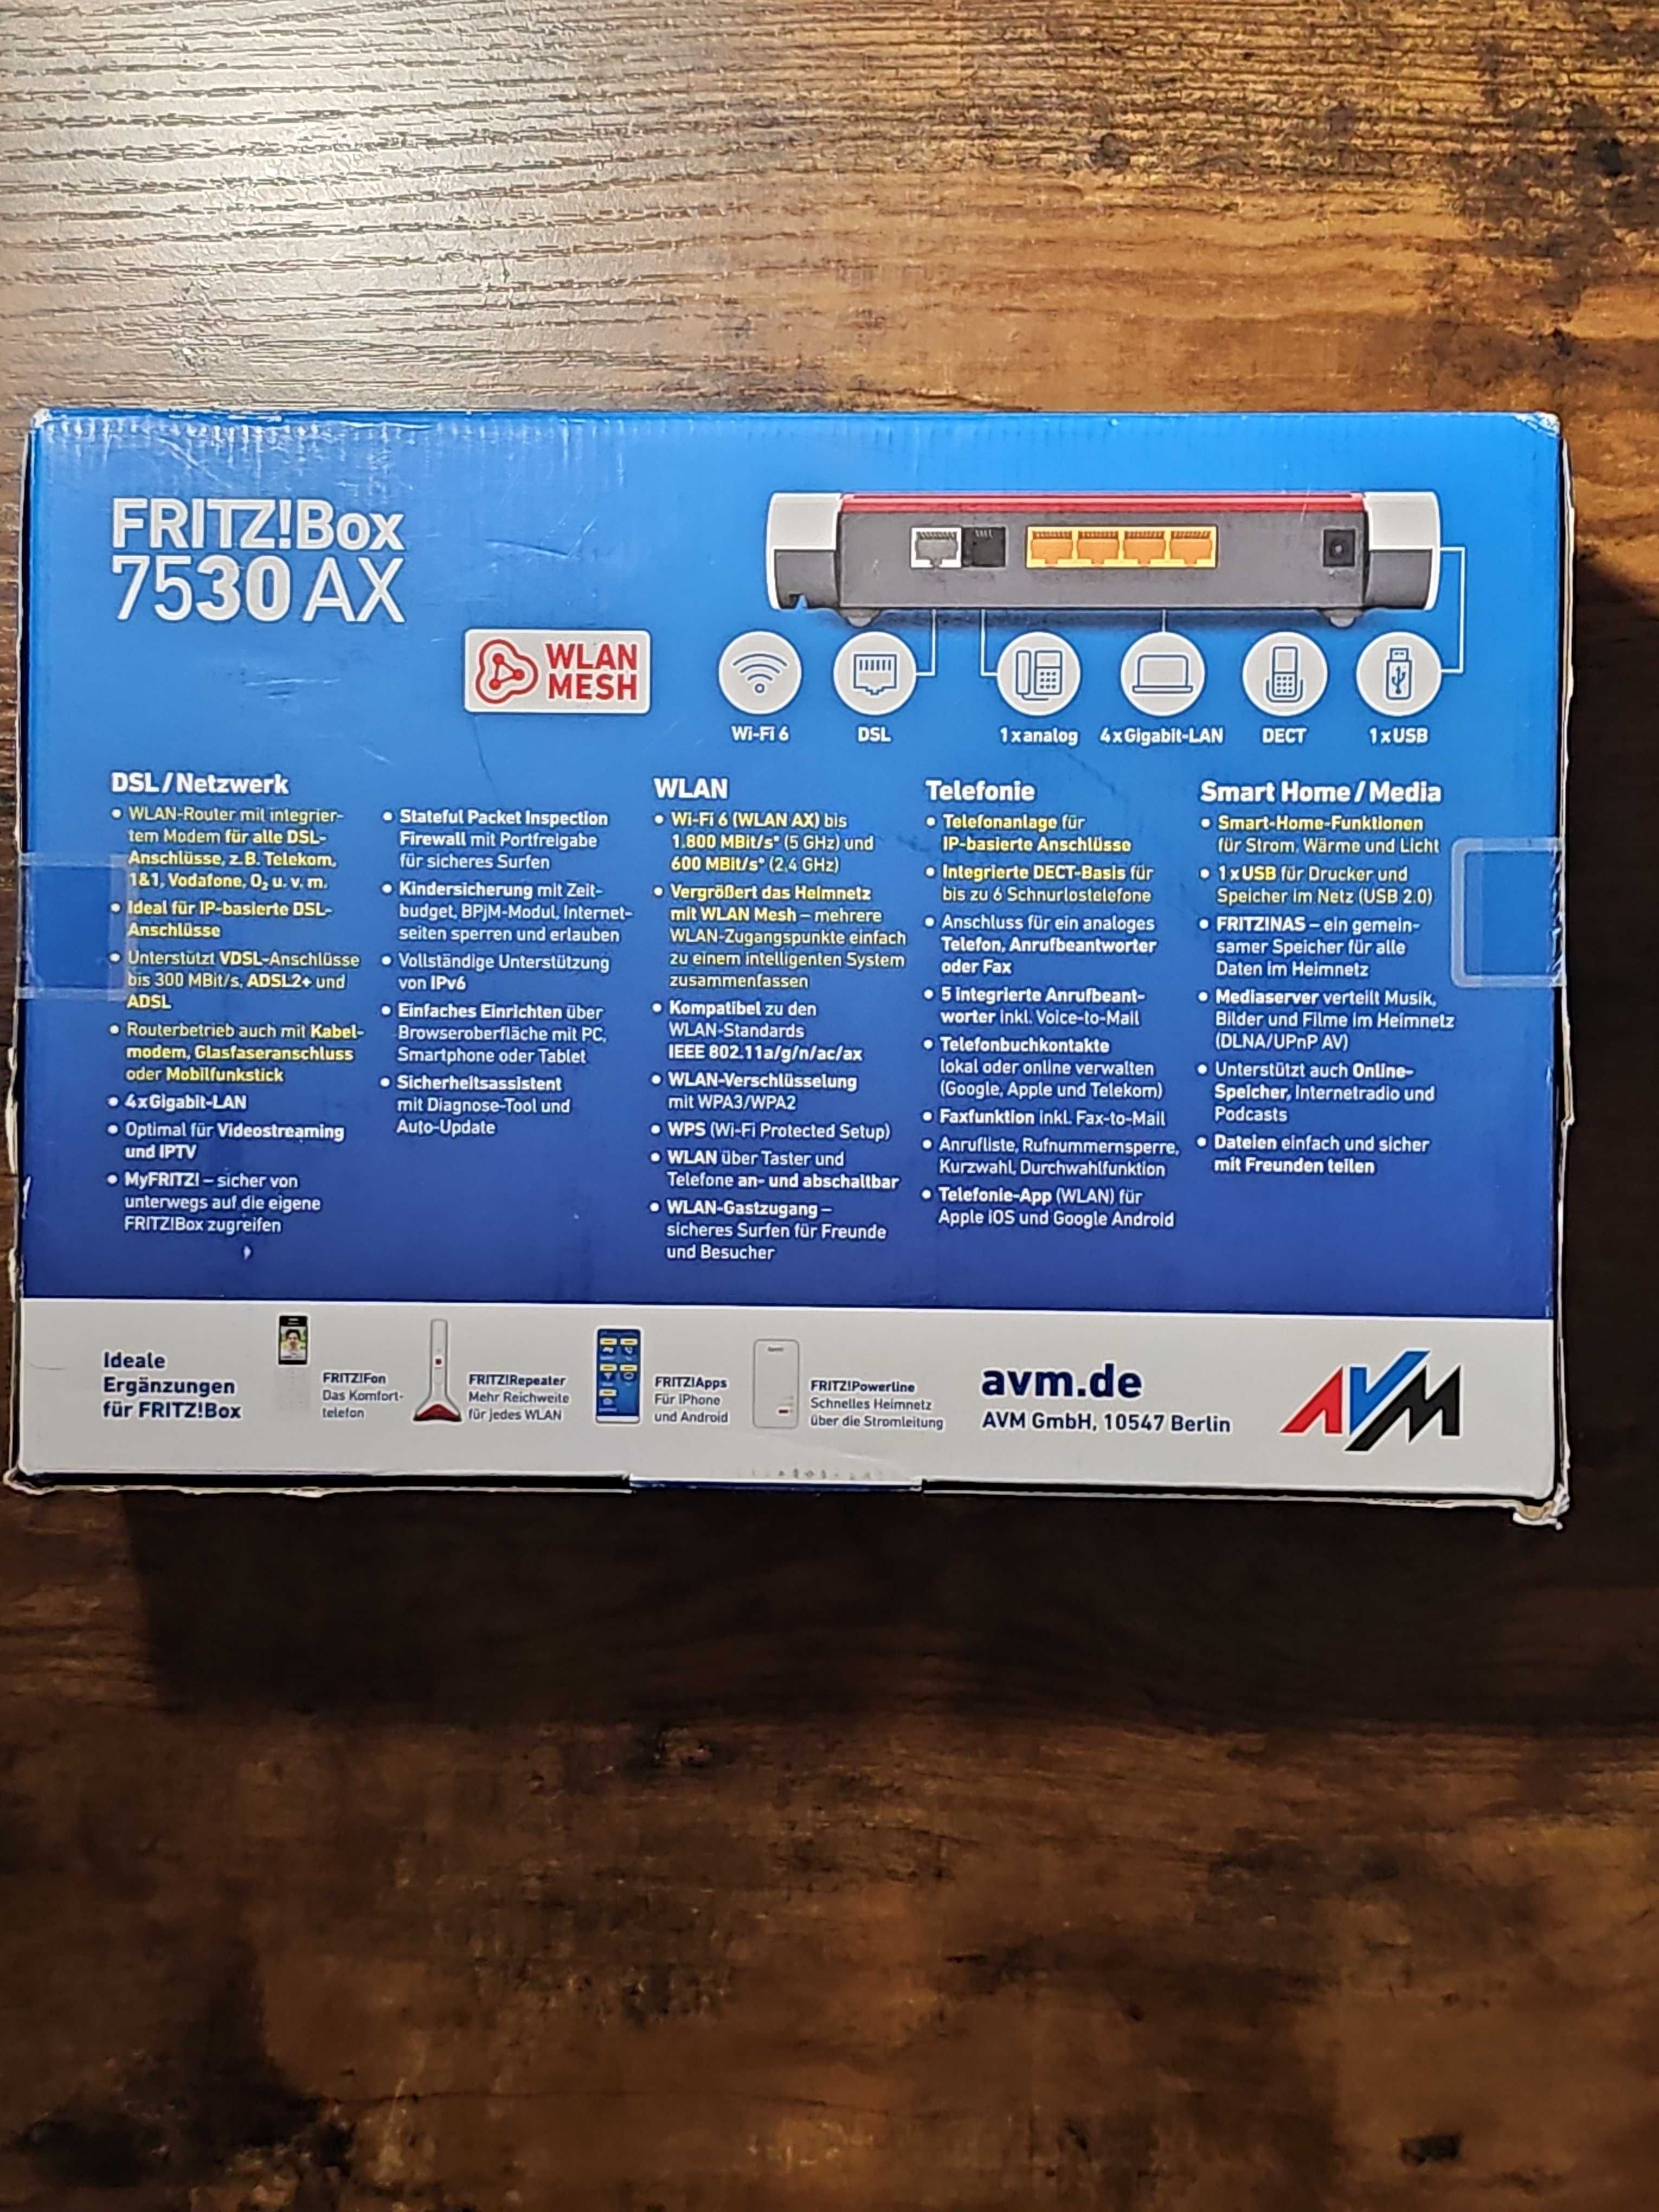 FRITZ!Box
7530 AX
WLAN
MESH
Wi-Fi 6
DSL
1 x analog
4 x Gigabit-LAN
DECT
1 x USB
DSL/Netzwerk
• WLAN-Router mit integrier-
tem Modem für alle DSL-
Anschlüsse, z. B. Telekom,
1&1, Vodafone, O₂ u. v. m.
• Ideal für IP-basierte DSL-
Anschlüsse
• Unterstützt VDSL-Anschlüsse
bis 300 MBit/s, ADSL2+ und
ADSL
• Routerbetrieb auch mit Kabel-
modem, Glasfaseranschluss
oder Mobilfunkstick
• 4 x Gigabit-LAN
• Optimal für Videostreaming
und IPTV
• MyFRITZ! – sicher von
unterwegs auf die eigene
FRITZ!Box zugreifen
• Stateful Packet Inspection
Firewall mit Portfreigabe
für sicheres Surfen
• Kindersicherung mit Zeit-
budget, BPjM-Modul, Internet-
seiten sperren und erlauben
• Vollständige Unterstützung
von IPv6
• Einfaches Einrichten über
Browseroberfläche mit PC,
Smartphone oder Tablet
• Sicherheitsassistent
mit Diagnose-Tool und
Auto-Update
WLAN
• Wi-Fi 6 (WLAN AX) bis
1.800 MBit/s* (5 GHz) und
600 MBit/s* (2,4 GHz)
• Vergrößert das Heimnetz
mit WLAN Mesh – mehrere
WLAN-Zugangspunkte einfach
zu einem intelligenten System
zusammenfassen
• Kompatibel zu den
WLAN-Standards
IEEE 802.11a/g/n/ac/ax
• WLAN-Verschlüsselung
mit WPA3/WPA2
• WPS (Wi-Fi Protected Setup)
• WLAN über Taster und
Telefone an- und abschaltbar
• WLAN-Gastzugang –
sicheres Surfen für Freunde
und Besucher
Telefonie
• Telefonanlage für
IP-basierte Anschlüsse
• Integrierte DECT-Basis für
bis zu 6 Schnurlostelefone
• Anschluss für ein analoges
Telefon, Anrufbeantworter
oder Fax
• 5 integrierte Anrufbeant-
worter inkl. Voice-to-Mail
• Telefonbuchkontakte
lokal oder online verwalten
(Google, Apple und Telekom)
• Faxfunktion inkl. Fax-to-Mail
• Anrufliste, Rufnummernsperre,
Kurzwahl, Durchwahlfunktion
• Telefonie-App (WLAN) für
Apple iOS und Google Android
Smart Home/Media
• Smart-Home-Funktionen
für Strom, Wärme und Licht
• 1 x USB für Drucker und
Speicher im Netz (USB 2.0)
• FRITZ!NAS – ein gemein-
samer Speicher für alle
Daten im Heimnetz
• Mediaserver verteilt Musik,
Bilder und Filme im Heimnetz
(DLNA/UPnP AV)
• Unterstützt auch Online-
Speicher, Internetradio und
Podcasts
• Dateien einfach und sicher
mit Freunden teilen
Ideale
Ergänzungen
für FRITZ!Box
FRITZ!Fon
Das Komfort-
telefon
FRITZ!Repeater
Mehr Reichweite
für jedes WLAN
FRITZ!Apps
Für iPhone
und Android
FRITZ!Powerline
Schnelles Heimnetz
über die Stromleitung
avm.de
AVM GmbH, 10547 Berlin
AVM